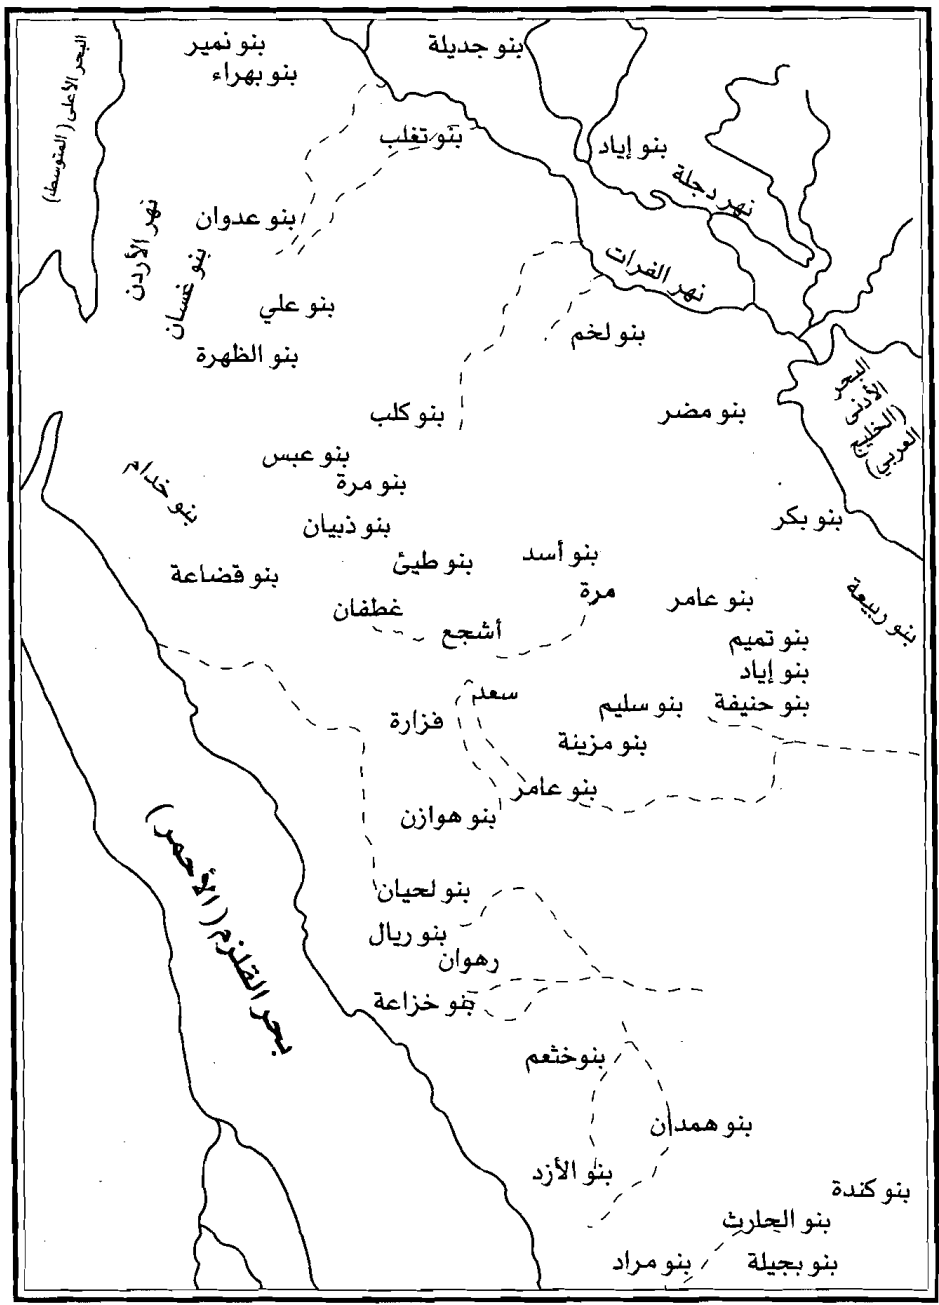 بنو نمير
بنو جديلة
بنو بهراء
البحر الأعلى (المتوسط)
بنو تغلب
بنو إياد
نهر دجلة
بنو عدوان
نهر الأردن
بنو غسان
نهر الفرات
بنو علي
بنو لخم
بنو الظهرة
البحر
الأدنى
(الخليج
العربي)
بنو كلب
بنو مضر
بنو عبس
بنو مرة
بنو خدام
بنو ذبيان
بنو بكر
بنو أسد
بنو طيئ
بنو قضاعة
مرة
بنو عامر
بنو ربيعة
غطفان
أشجع
بنو تميم
بنو إياد
سعد
بنو سليم
بنو حنيفة
فزارة
بنو مزينة
بنو عامر
بنو هوازن
بحر القلزم (الأحمر)
بنو لحيان
بنو ريال
رهوان
بنو خزاعة
بنو خثعم
بنو همدان
بنو الأزد
بنو كندة
بنو الحارث
بنو مراد
بنو بجيلة